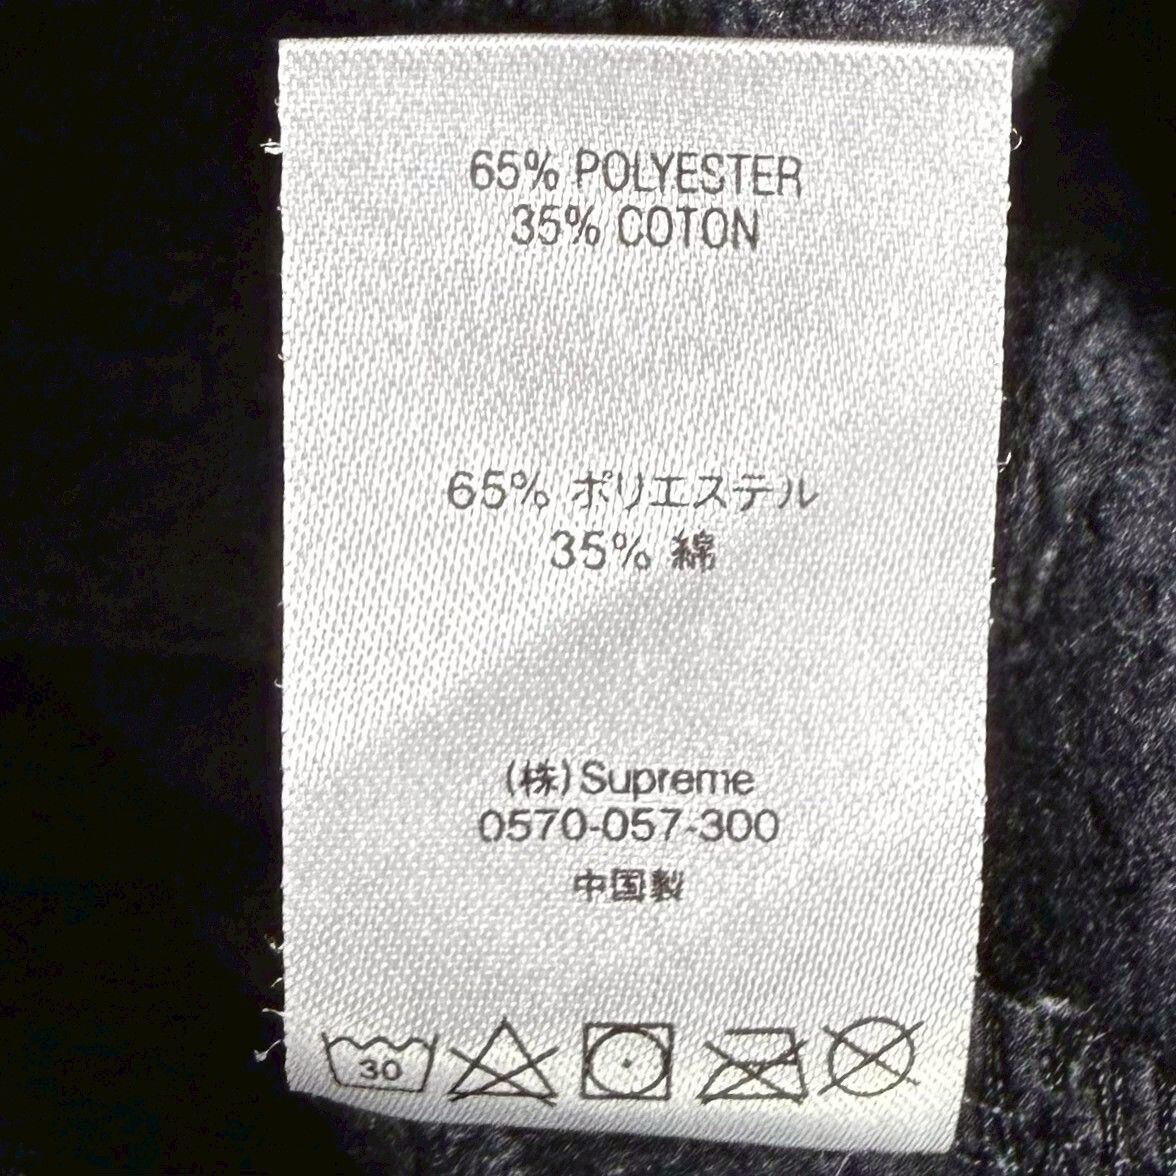 65% POLYESTER
35% COTON
65% ポリエステル
35% 綿
(株)Supreme
0570-057-300
中国製
30